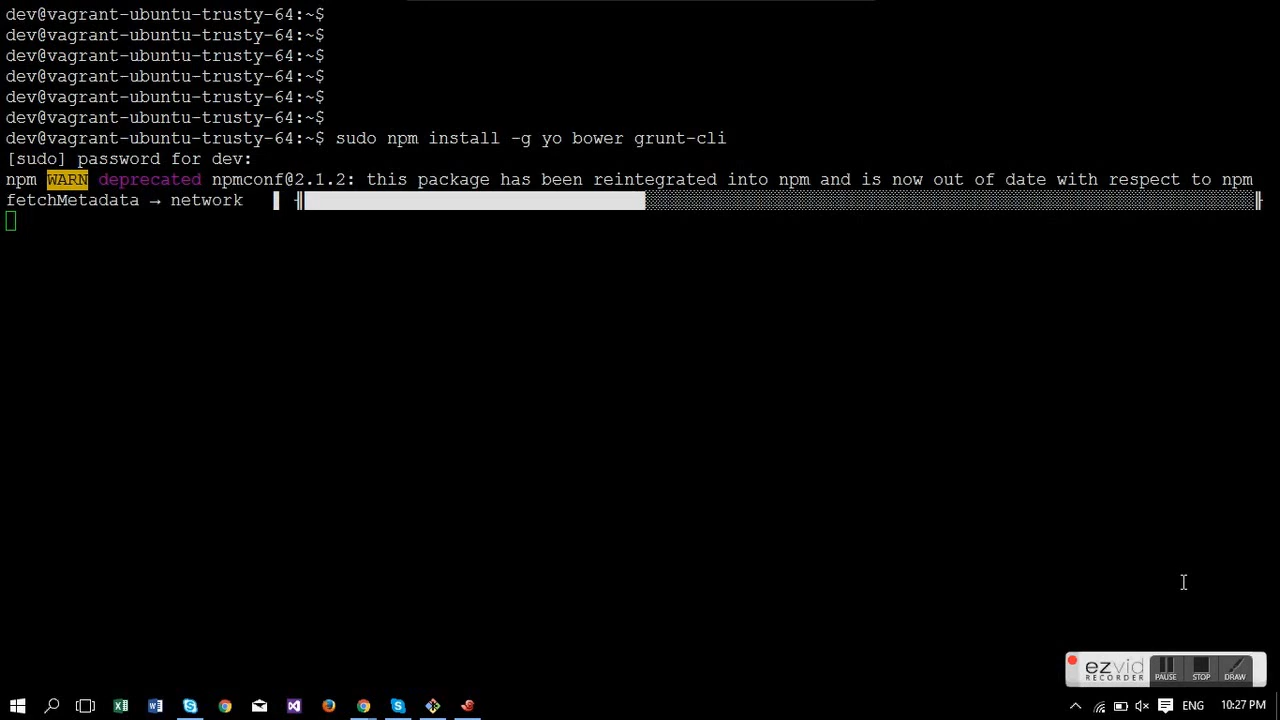 dev@vagrant-ubuntu-trusty-64:~$
dev@vagrant-ubuntu-trusty-64:~$
dev@vagrant-ubuntu-trusty-64:~$
dev@vagrant-ubuntu-trusty-64:~$
dev@vagrant-ubuntu-trusty-64:~$
dev@vagrant-ubuntu-trusty-64:~$
dev@vagrant-ubuntu-trusty-64:~$ sudo npm install -g yo bower grunt-cli
[sudo] password for dev:
npm WARN deprecated npmconf@2.1.2: this package has been reintegrated into npm and is now out of date with respect to npm
fetchMetadata → network
ezvid
RECORDER
PAUSE
STOP
DRAW
ENG
10:27 PM